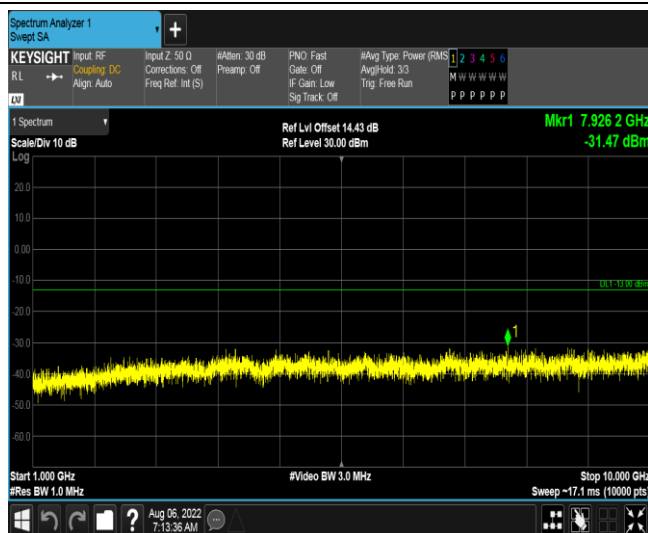 Spectrum Analyzer 1
Swept SA
+
KEYSIGHT
RL
LXI
Input: RF
Coupling: DC
Align: Auto
Input Z: 50 Ω
Corrections: Off
Freq Ref: Int (S)
#Atten: 30 dB
Preamp: Off
PNO: Fast
Gate: Off
IF Gain: Low
Sig Track: Off
#Avg Type: Power (RMS
Avg|Hold: 3/3
Trig: Free Run
1 2 3 4 5 6
M W W W W W
P P P P P P
1 Spectrum
Scale/Div 10 dB
Log
Ref Lvl Offset 14.43 dB
Ref Level 30.00 dBm
Mkr1 7.926 2 GHz
-31.47 dBm
20.0
10.0
0.00
-10.0
DL1 -13.00 dBm
-20.0
-30.0
1
-40.0
-50.0
-60.0
Start 1.000 GHz
#Res BW 1.0 MHz
#Video BW 3.0 MHz
Stop 10.000 GHz
Sweep ~17.1 ms (10000 pts)
?
Aug 06, 2022
7:13:36 AM